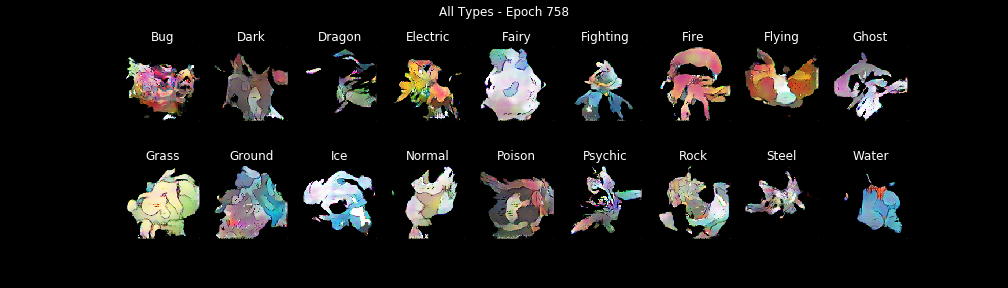 All Types - Epoch 758
Bug Dark Dragon Electric Fairy Fighting Fire Flying Ghost
Grass Ground Ice Normal Poison Psychic Rock Steel Water